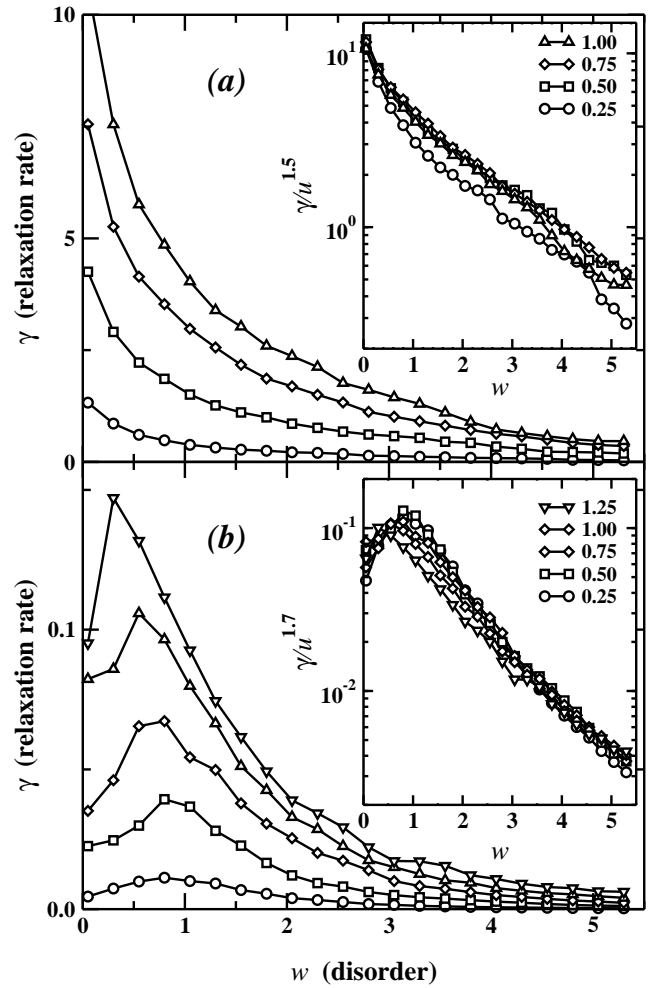 10
(a)
1.00
0.75
0.50
0.25
10^1
10^0
γ/u^1.5
0 1 2 3 4 5
w
5
γ (relaxation rate)
0
(b)
1.25
1.00
0.75
0.50
0.25
10^-1
10^-2
γ/u^1.7
0 1 2 3 4 5
w
0.1
γ (relaxation rate)
0.0
0 1 2 3 4 5
w (disorder)